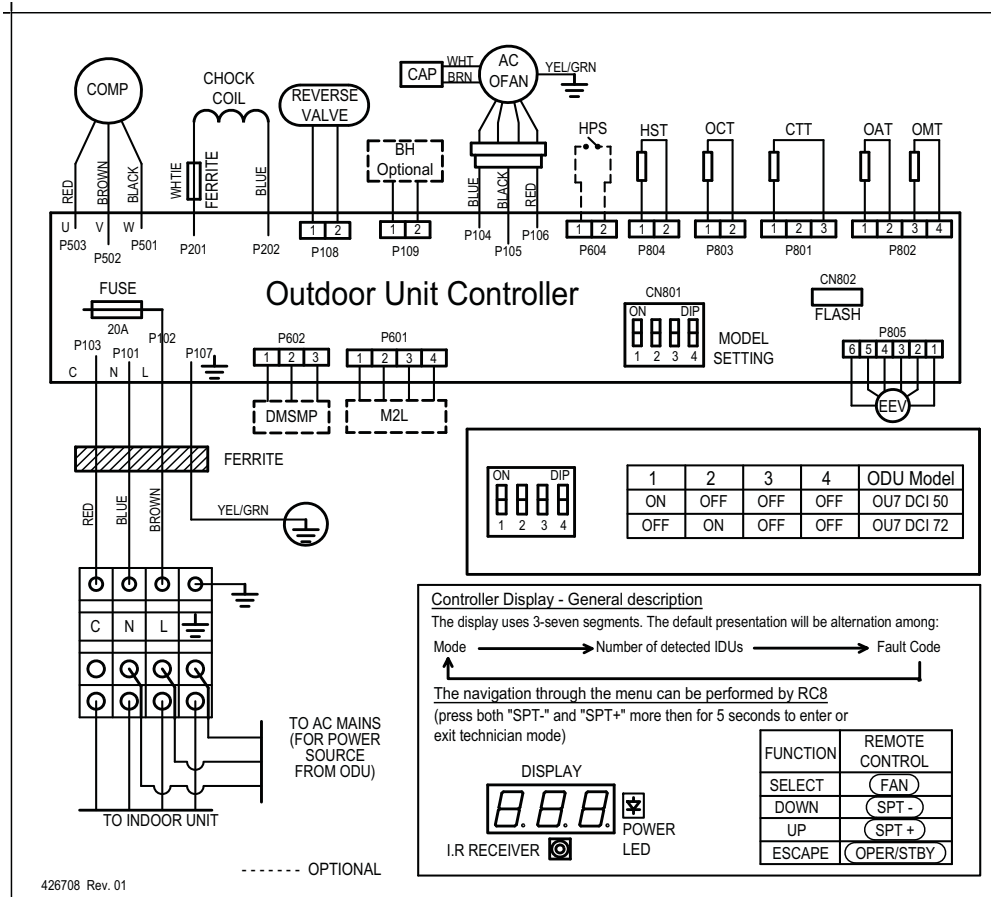 COMP
CHOCK
COIL
REVERSE
VALVE
CAP
WHT
BRN
AC
OFAN
YEL/GRN
BH
Optional
HPS
HST
OCT
CTT
OAT
OMT
RED
BROWN
BLACK
WHTIE
FERRITE
BLUE
BLUE
BLACK
RED
U
V
W
1 2
1 2
1 2
1 2
1 2
1 2 3
1 2 3 4
P503
P502
P501
P201
P202
P108
P109
P104
P105
P106
P604
P804
P803
P801
P802
FUSE
20A
Outdoor Unit Controller
CN801
ON DIP
1 2 3 4
MODEL
SETTING
CN802
FLASH
P805
6 5 4 3 2 1
EEV
P103
P101
P102
P107
C N L
P602
1 2 3
DMSMP
P601
1 2 3 4
M2L
FERRITE
RED
BLUE
BROWN
YEL/GRN
ON DIP
1 2 3 4
1 2 3 4 ODU Model
ON OFF OFF OFF OU7 DCI 50
OFF ON OFF OFF OU7 DCI 72
C N L
TO AC MAINS
(FOR POWER
SOURCE
FROM ODU)
TO INDOOR UNIT
Controller Display - General description
The display uses 3-seven segments. The default presentation will be alternation among:
Mode Number of detected IDUs Fault Code
The navigation through the menu can be performed by RC8
(press both "SPT-" and "SPT+" more then for 5 seconds to enter or
exit technician mode)
DISPLAY
8.8.8.
POWER
LED
I.R RECEIVER
FUNCTION REMOTE
CONTROL
SELECT FAN
DOWN SPT -
UP SPT +
ESCAPE OPER/STBY
------- OPTIONAL
426708 Rev. 01